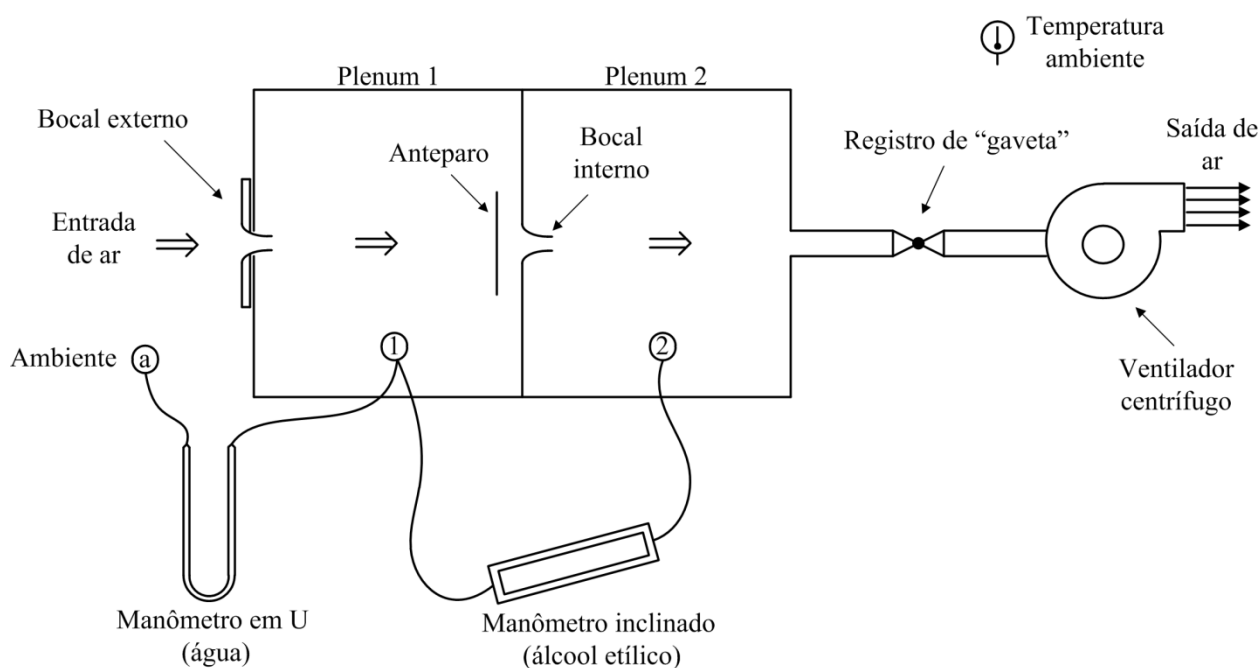 Temperatura
ambiente
Plenum 1
Plenum 2
Bocal externo
Anteparo
Bocal
interno
Registro de “gaveta”
Saída de
ar
Entrada
de ar
Ambiente
a
1
2
Ventilador
centrífugo
Manômetro em U
(água)
Manômetro inclinado
(álcool etílico)